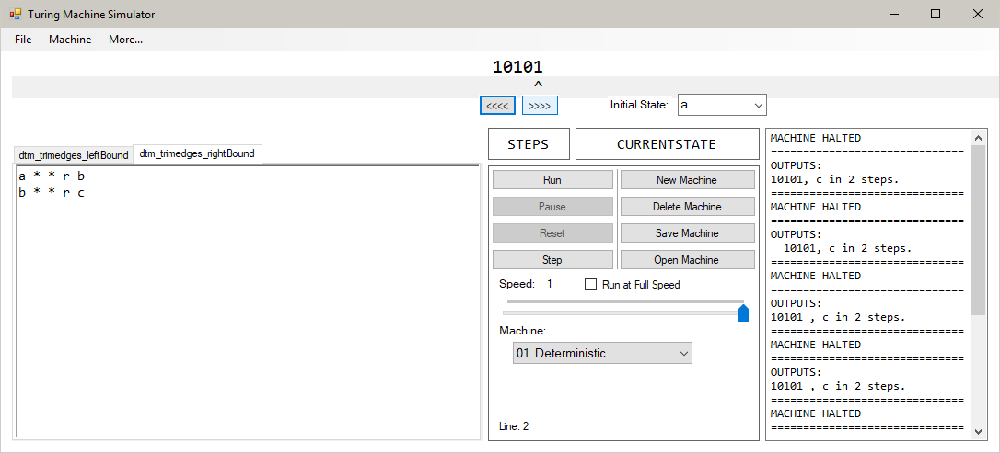 Turing Machine Simulator
File Machine More...
10101
^
<<<< >>>> Initial State: a
dtm_trimedges_leftBound dtm_trimedges_rightBound
a * * r b
b * * r c
STEPS CURRENTSTATE
Run New Machine
Pause Delete Machine
Reset Save Machine
Step Open Machine
Speed: 1 Run at Full Speed
Machine:
01. Deterministic
Line: 2
MACHINE HALTED
==============================
OUTPUTS:
10101, c in 2 steps.
==============================
MACHINE HALTED
==============================
OUTPUTS:
  10101, c in 2 steps.
==============================
MACHINE HALTED
==============================
OUTPUTS:
10101 , c in 2 steps.
==============================
MACHINE HALTED
==============================
OUTPUTS:
10101 , c in 2 steps.
==============================
MACHINE HALTED
==============================